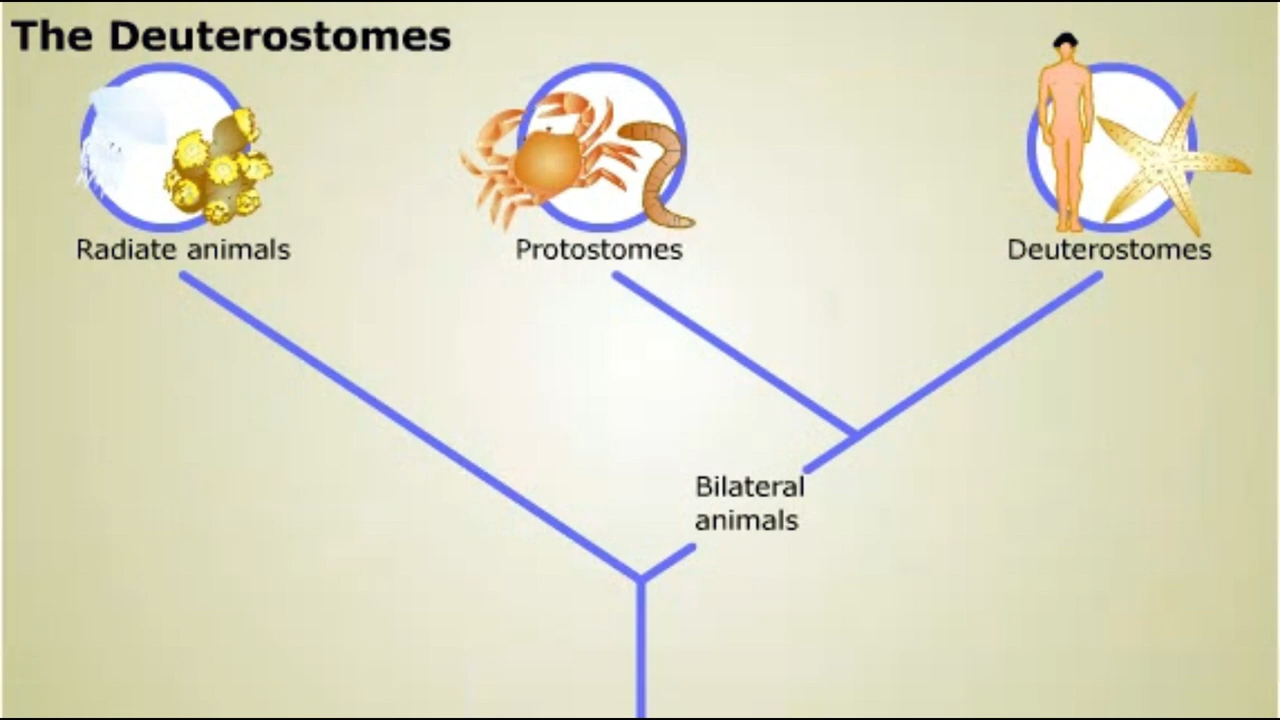 The Deuterostomes
Radiate animals
Protostomes
Deuterostomes
Bilateral
animals